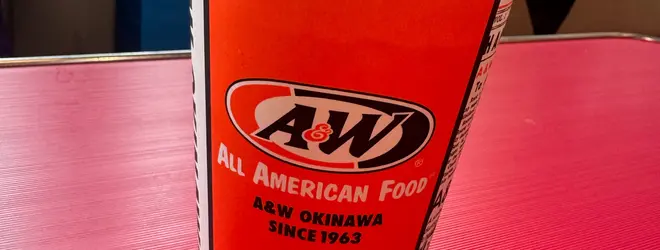 A&W®
ALL AMERICAN FOOD
A&W OKINAWA
SINCE 1963